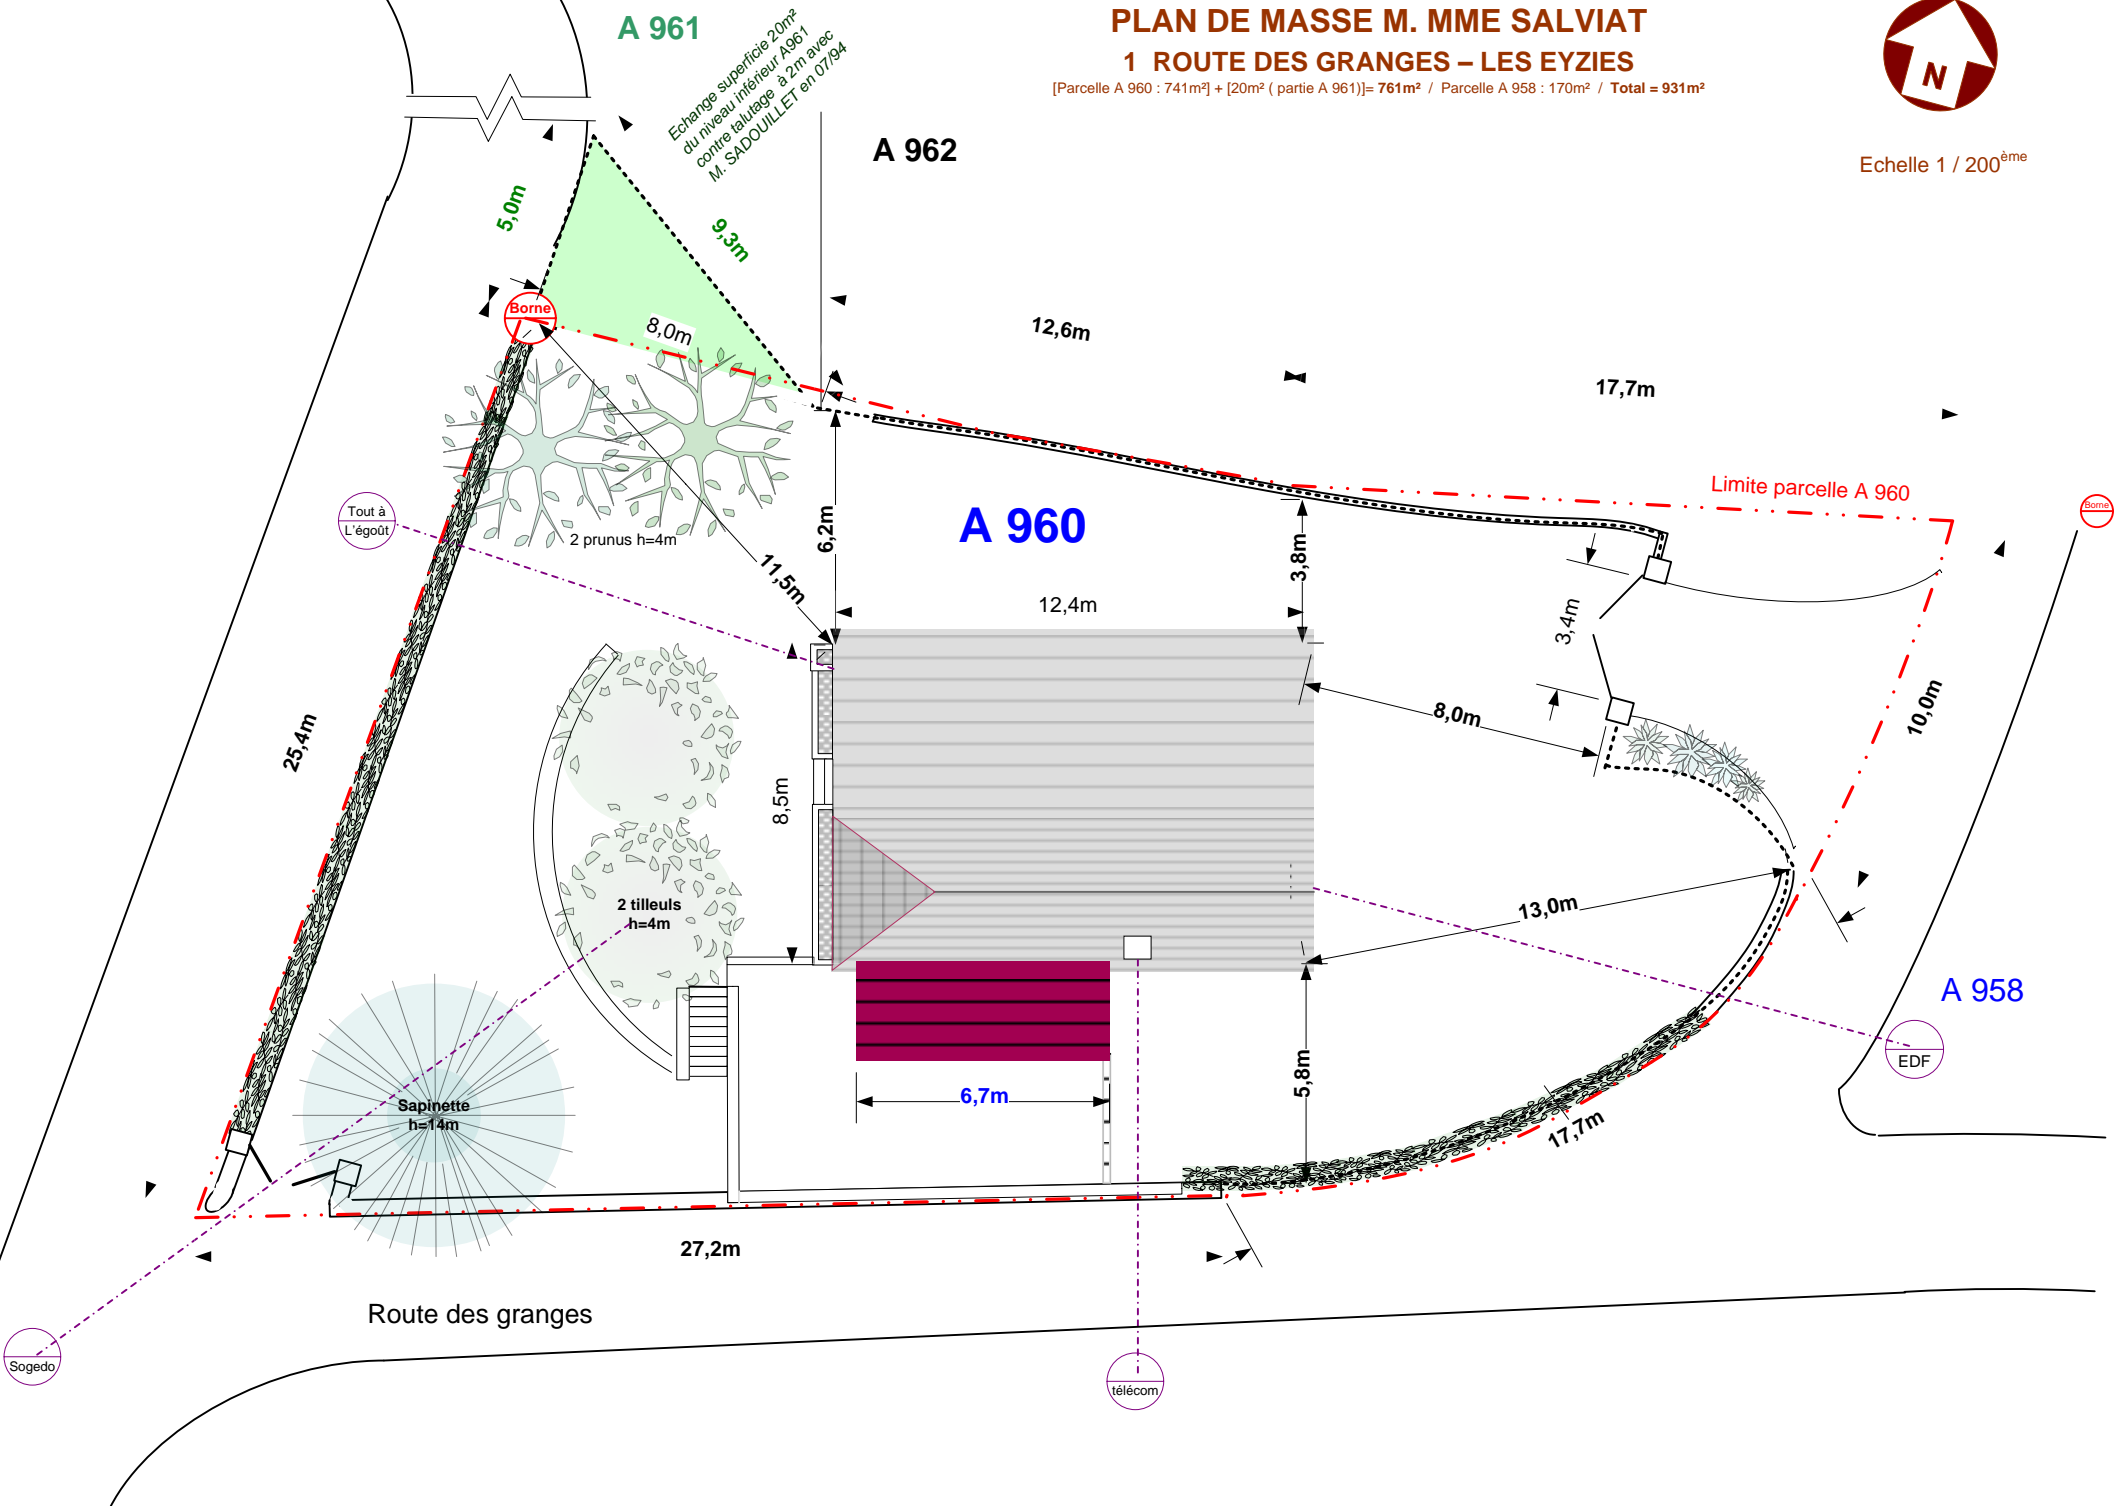 PLAN DE MASSE M. MME SALVIAT
1 ROUTE DES GRANGES – LES EYZIES
[Parcelle A 960 : 741m²] + [20m² ( partie A 961)]= 761m² / Parcelle A 958 : 170m² / Total = 931m²
N
Echelle 1 / 200ème
A 961
Echange superficie 20m²
du niveau inférieur A961
contre talutage à 2m avec
M. SADOUILLET en 07/94
A 962
5,0m
9,3m
Borne
8,0m
12,6m
17,7m
Limite parcelle A 960
Borne
Tout à
L'égoût
2 prunus h=4m
11,5m
6,2m
A 960
3,8m
12,4m
3,4m
8,0m
10,0m
25,4m
8,5m
2 tilleuls
h=4m
13,0m
A 958
EDF
Sapinette
h=14m
6,7m
5,8m
17,7m
27,2m
Route des granges
Sogedo
télécom